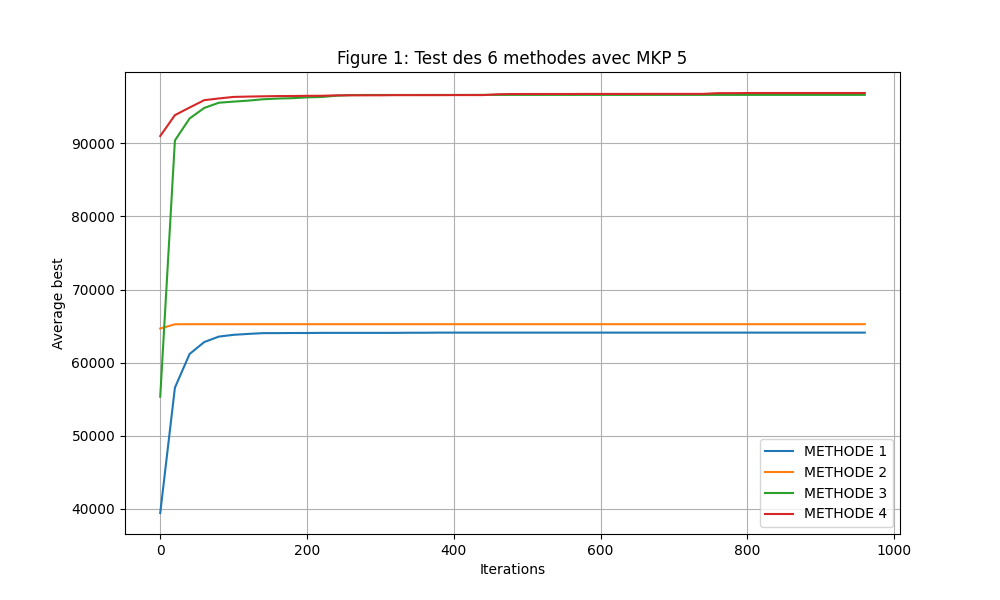 Figure 1: Test des 6 methodes avec MKP 5
Average best
90000
80000
70000
60000
50000
40000
0
200
400
600
800
1000
Iterations
METHODE 1
METHODE 2
METHODE 3
METHODE 4